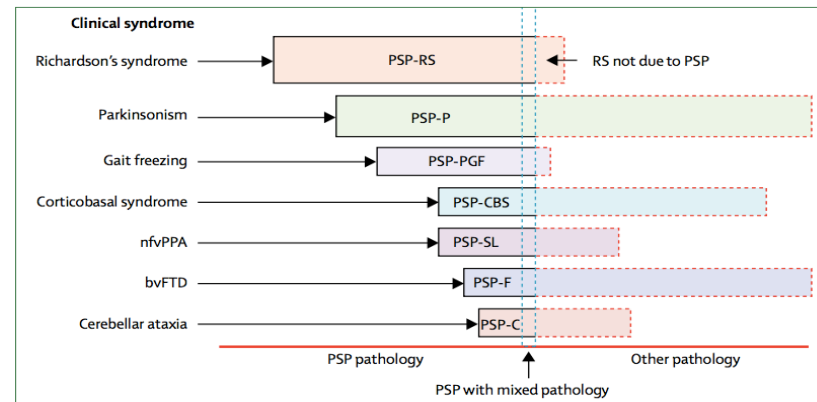 Clinical syndrome
Richardson's syndrome
PSP-RS
RS not due to PSP
Parkinsonism
PSP-P
Gait freezing
PSP-PGF
Corticobasal syndrome
PSP-CBS
nfvPPA
PSP-SL
bvFTD
PSP-F
Cerebellar ataxia
PSP-C
PSP pathology
Other pathology
PSP with mixed pathology